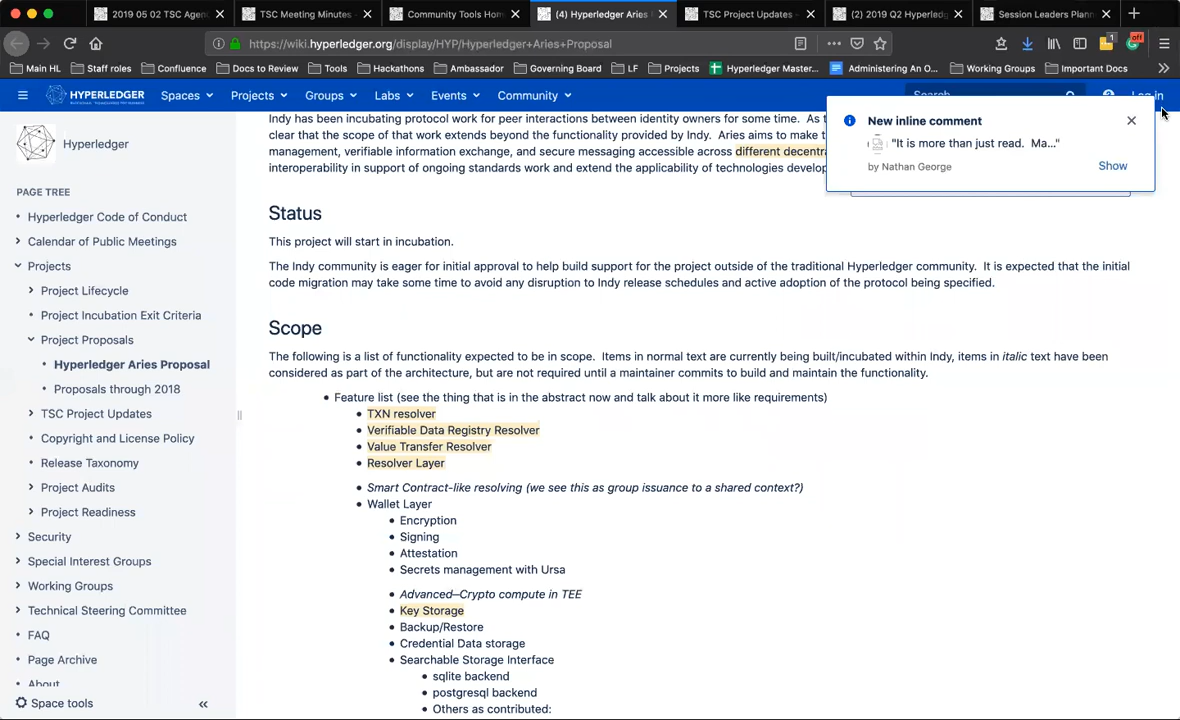 2019 05 02 TSC Agen
TSC Meeting Minutes -
Community Tools Hom
(4) Hyperledger Aries
TSC Project Updates -
(2) 2019 Q2 Hyperled
Session Leaders Plann
https://wiki.hyperledger.org/display/HYP/Hyperledger+Aries+Proposal
1
off
Main HL
Staff roles
Confluence
Docs to Review
Tools
Hackathons
Ambassador
Governing Board
LF
Projects
Hyperledger Master...
Administering An O...
Working Groups
Important Docs
HYPERLEDGER
Spaces
Projects
Groups
Labs
Events
Community
Search
Log in
Hyperledger
PAGE TREE
Hyperledger Code of Conduct
Calendar of Public Meetings
Projects
Project Lifecycle
Project Incubation Exit Criteria
Project Proposals
Hyperledger Aries Proposal
Proposals through 2018
TSC Project Updates
Copyright and License Policy
Release Taxonomy
Project Audits
Project Readiness
Security
Special Interest Groups
Working Groups
Technical Steering Committee
FAQ
Page Archive
About
Space tools
Indy has been incubating protocol work for peer interactions between identity owners for some time. As t
clear that the scope of that work extends beyond the functionality provided by Indy. Aries aims to make t
management, verifiable information exchange, and secure messaging accessible across different decentra
interoperability in support of ongoing standards work and extend the applicability of technologies develop
New inline comment
"It is more than just read. Ma..."
by Nathan George
Show
Status
This project will start in incubation.
The Indy community is eager for initial approval to help build support for the project outside of the traditional Hyperledger community. It is expected that the initial
code migration may take some time to avoid any disruption to Indy release schedules and active adoption of the protocol being specified.
Scope
The following is a list of functionality expected to be in scope. Items in normal text are currently being built/incubated within Indy, items in italic text have been
considered as part of the architecture, but are not required until a maintainer commits to build and maintain the functionality.
Feature list (see the thing that is in the abstract now and talk about it more like requirements)
TXN resolver
Verifiable Data Registry Resolver
Value Transfer Resolver
Resolver Layer
Smart Contract-like resolving (we see this as group issuance to a shared context?)
Wallet Layer
Encryption
Signing
Attestation
Secrets management with Ursa
Advanced–Crypto compute in TEE
Key Storage
Backup/Restore
Credential Data storage
Searchable Storage Interface
sqlite backend
postgresql backend
Others as contributed: